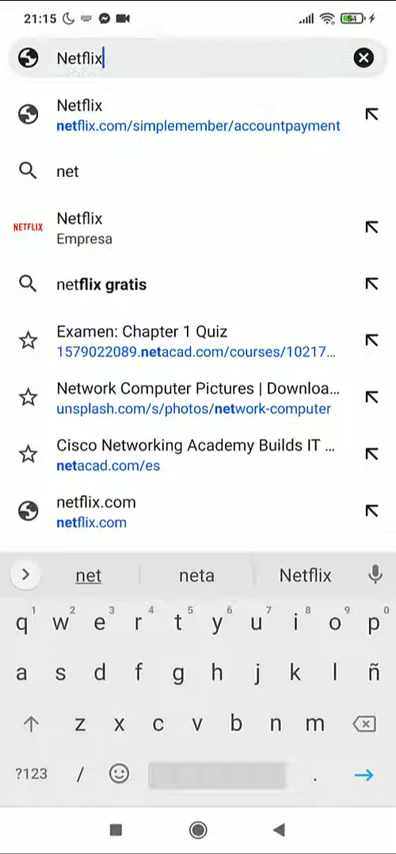 21:15
54
Netflix
Netflix
netflix.com/simplemember/accountpayment
net
NETFLIX
Netflix
Empresa
netflix gratis
Examen: Chapter 1 Quiz
1579022089.netacad.com/courses/10217...
Network Computer Pictures | Downloa...
unsplash.com/s/photos/network-computer
Cisco Networking Academy Builds IT ...
netacad.com/es
netflix.com
netflix.com
net neta Netflix
1 2 3 4 5 6 7 8 9 0
q w e r t y u i o p
a s d f g h j k l ñ
z x c v b n m
?123 / .